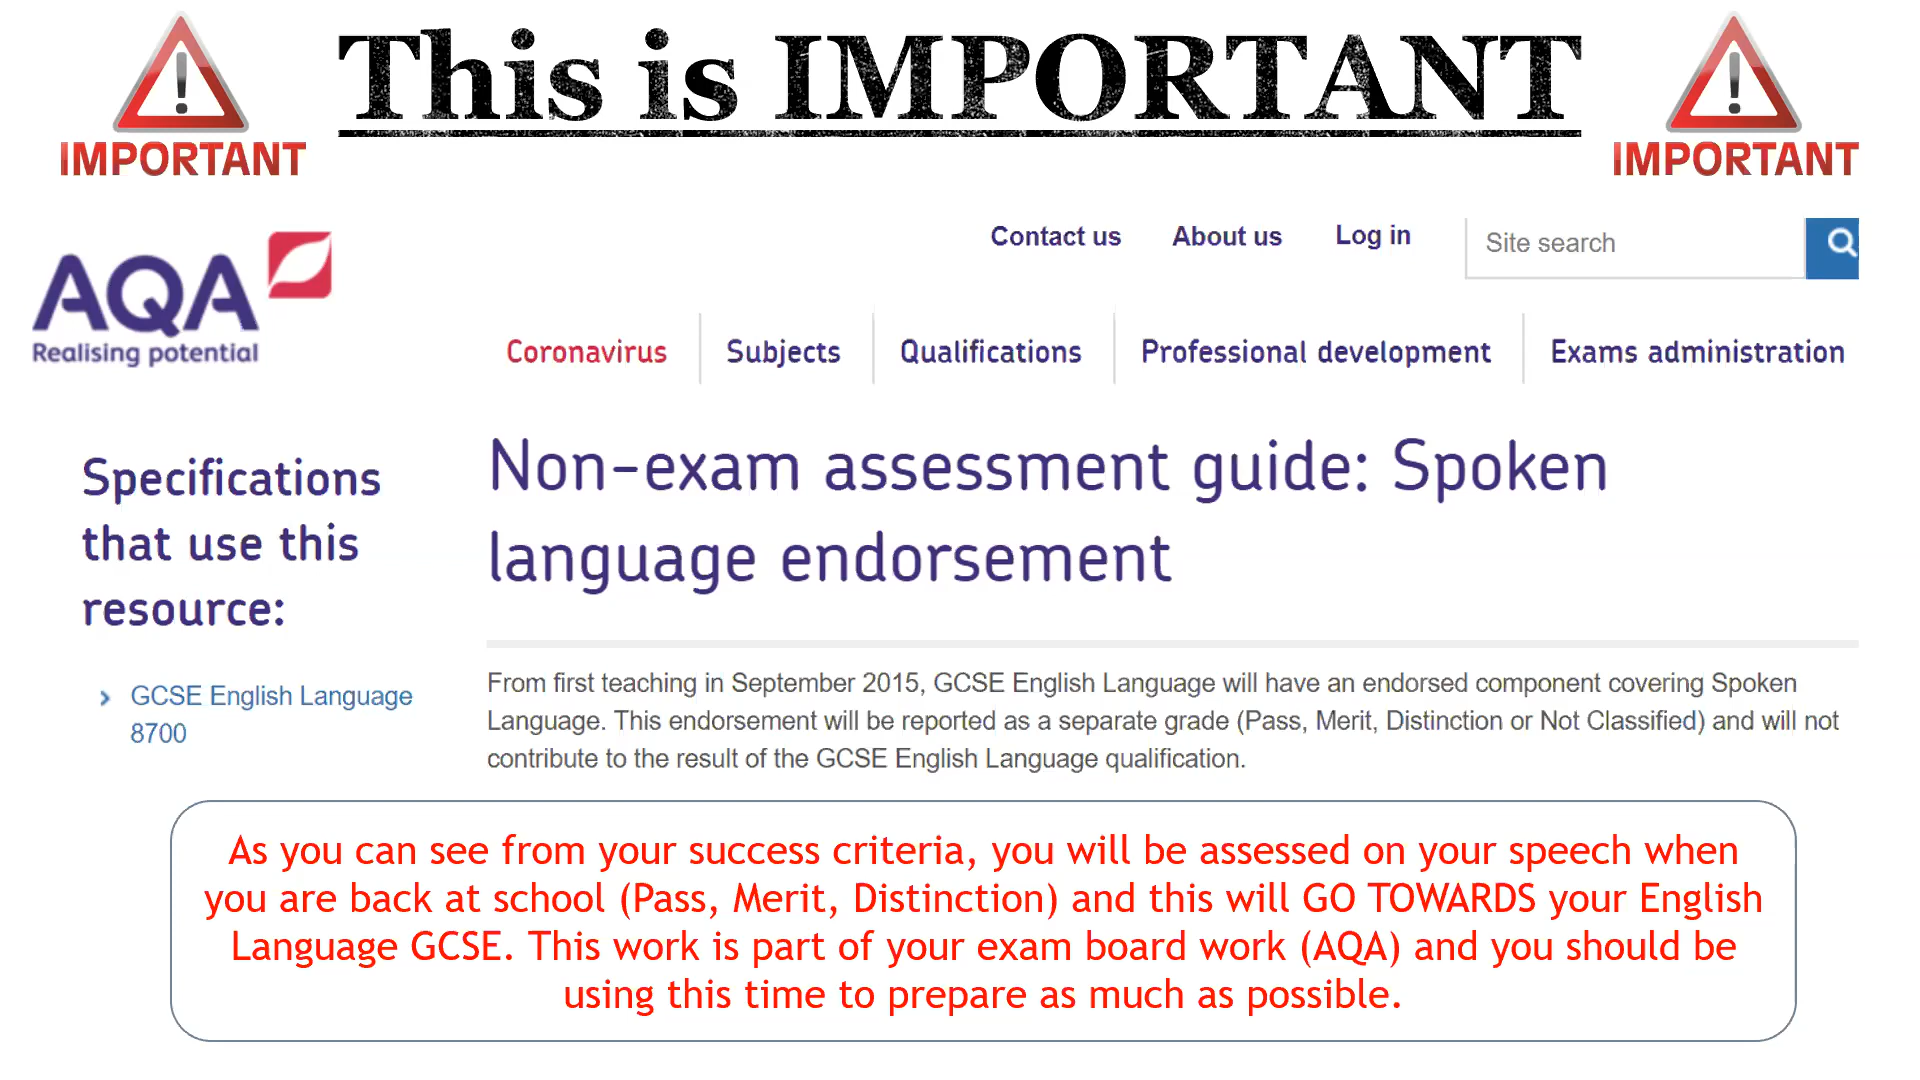 This is IMPORTANT
IMPORTANT
IMPORTANT
AQA
Realising potential
Contact us
About us
Log in
Site search
Coronavirus
Subjects
Qualifications
Professional development
Exams administration
Specifications
that use this
resource:
GCSE English Language
8700
Non-exam assessment guide: Spoken
language endorsement
From first teaching in September 2015, GCSE English Language will have an endorsed component covering Spoken
Language. This endorsement will be reported as a separate grade (Pass, Merit, Distinction or Not Classified) and will not
contribute to the result of the GCSE English Language qualification.
As you can see from your success criteria, you will be assessed on your speech when
you are back at school (Pass, Merit, Distinction) and this will GO TOWARDS your English
Language GCSE. This work is part of your exam board work (AQA) and you should be
using this time to prepare as much as possible.